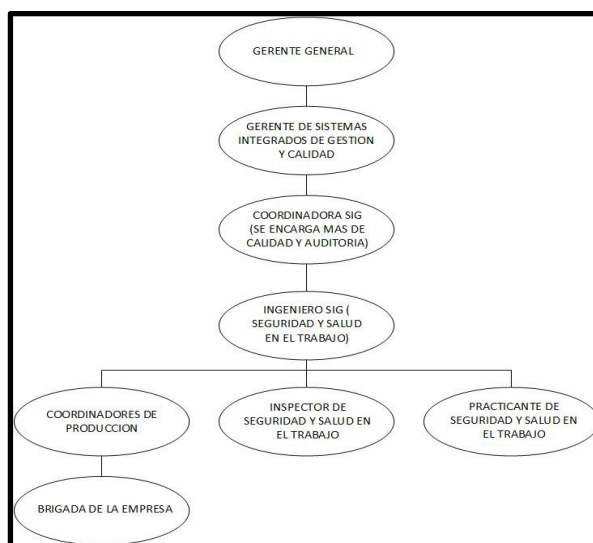 GERENTE GENERAL
GERENTE DE SISTEMAS
INTEGRADOS DE GESTION
Y CALIDAD
COORDINADORA SIG
(SE ENCARGA MAS DE
CALIDAD Y AUDITORIA)
INGENIERO SIG (
SEGURIDAD Y SALUD
EN EL TRABAJO)
COORDINADORES DE
PRODUCCION
INSPECTOR DE
SEGURIDAD Y SALUD EN
EL TRABAJO
PRACTICANTE DE
SEGURIDAD Y SALUD EN
EL TRABAJO
BRIGADA DE LA EMPRESA